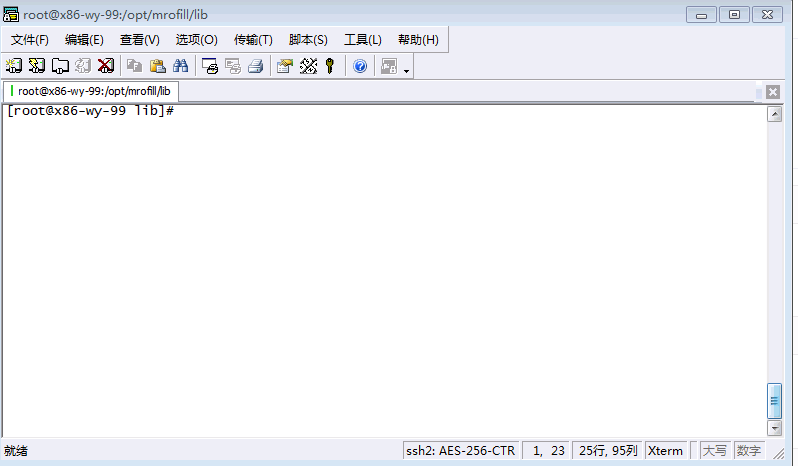 root@x86-wy-99:/opt/mrofill/lib
文件(F) 编辑(E) 查看(V) 选项(O) 传输(T) 脚本(S) 工具(L) 帮助(H)
root@x86-wy-99:/opt/mrofill/lib
[root@x86-wy-99 lib]#
就绪 ssh2: AES-256-CTR 1, 23 25行, 95列 Xterm 大写 数字